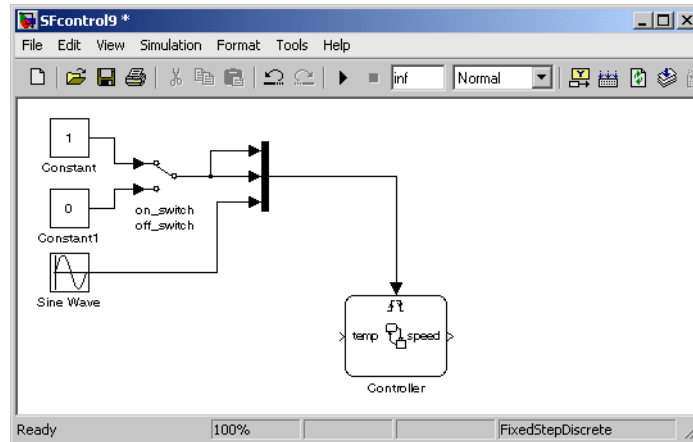 SFcontrol9 *
File Edit View Simulation Format Tools Help
inf Normal
1
Constant
0
Constant1
on_switch
off_switch
Sine Wave
temp speed
Controller
Ready 100% FixedStepDiscrete